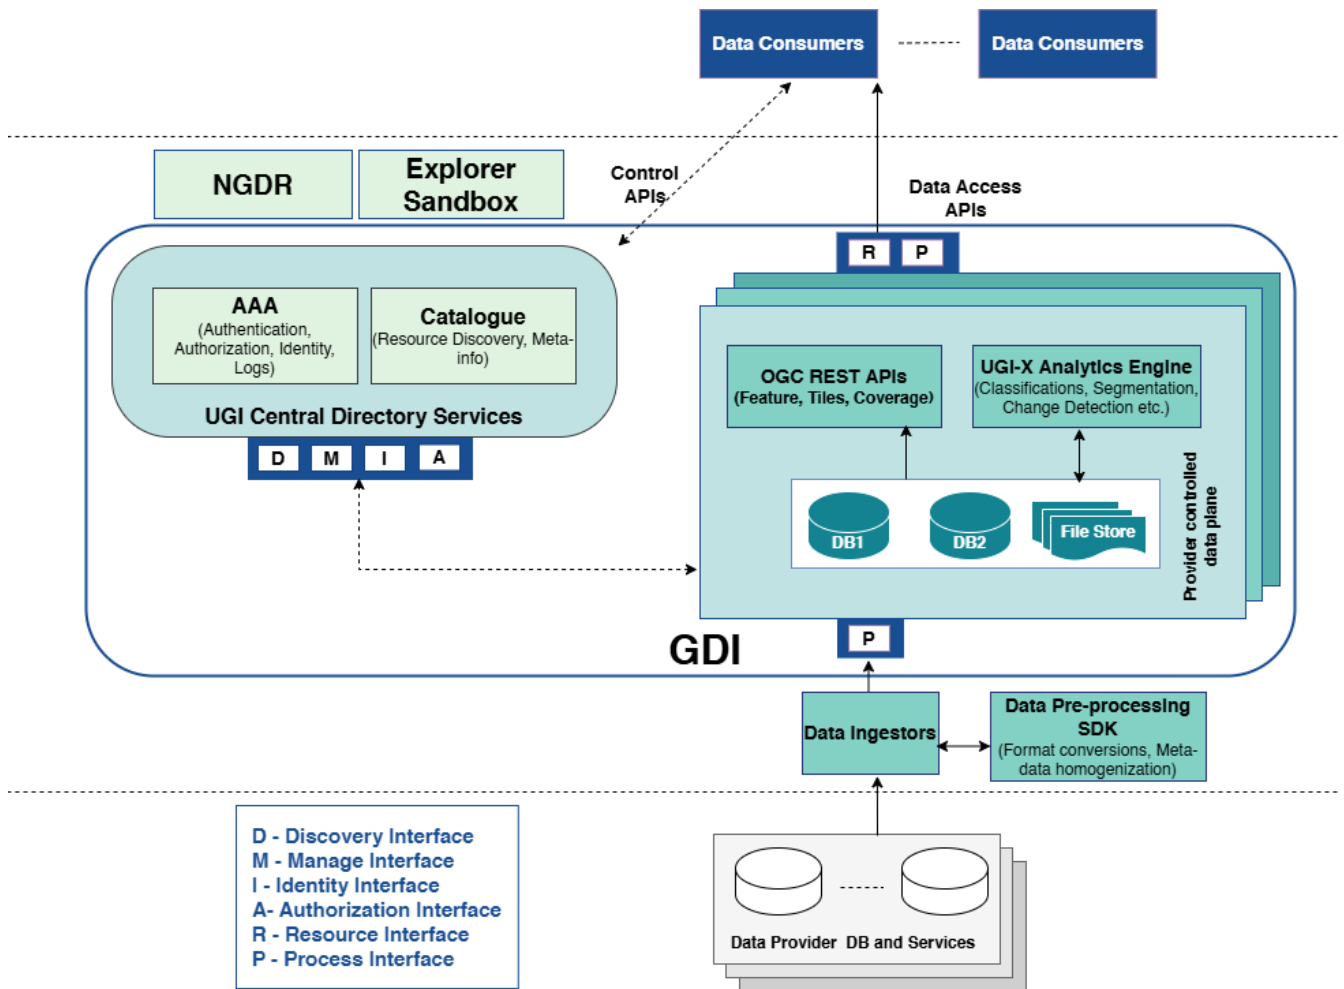 Data Consumers
Data Consumers
NGDR
Explorer
Sandbox
Control
APIs
Data Access
APIs
R
P
AAA
(Authentication,
Authorization, Identity,
Logs)
Catalogue
(Resource Discovery, Meta-
info)
UGI Central Directory Services
D
M
I
A
OGC REST APIs
(Feature, Tiles, Coverage)
UGI-X Analytics Engine
(Classifications, Segmentation,
Change Detection etc.)
DB1
DB2
File Store
Provider controlled
data plane
P
GDI
Data Ingestors
Data Pre-processing
SDK
(Format conversions, Meta-
data homogenization)
D - Discovery Interface
M - Manage Interface
I - Identity Interface
A- Authorization Interface
R - Resource Interface
P - Process Interface
Data Provider DB and Services